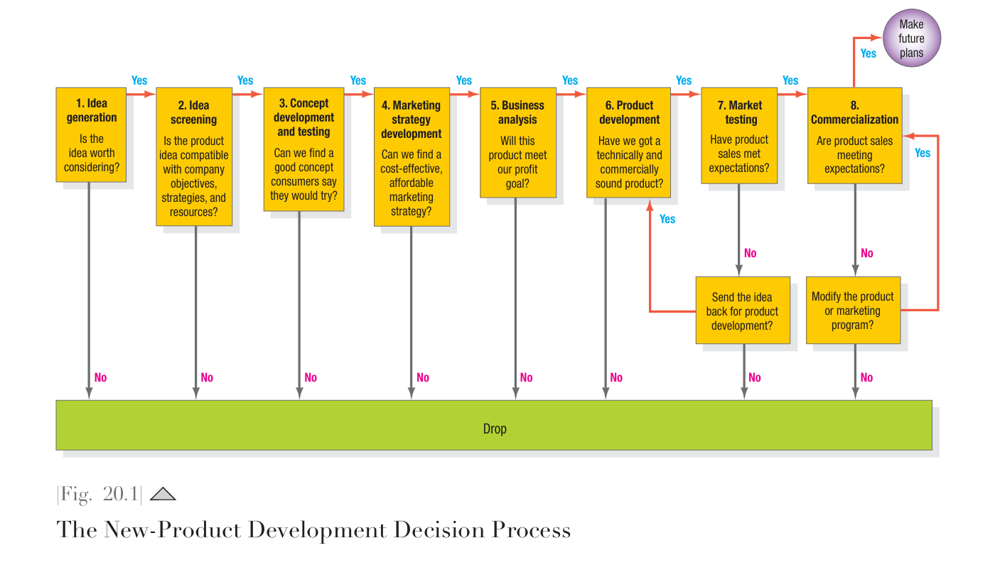 Make
future
plans
Yes
Yes
Yes
Yes
Yes
Yes
Yes
Yes
1. Idea
generation
Is the
idea worth
considering?
2. Idea
screening
Is the product
idea compatible
with company
objectives,
strategies, and
resources?
3. Concept
development
and testing
Can we find a
good concept
consumers say
they would try?
4. Marketing
strategy
development
Can we find a
cost-effective,
affordable
marketing
strategy?
5. Business
analysis
Will this
product meet
our profit
goal?
6. Product
development
Have we got a
technically and
commercially
sound product?
7. Market
testing
Have product
sales met
expectations?
8.
Commercialization
Are product sales
meeting
expectations?
Yes
Yes
No
No
Send the idea
back for product
development?
Modify the product
or marketing
program?
No
No
No
No
No
No
No
No
Drop
|Fig. 20.1|
The New-Product Development Decision Process